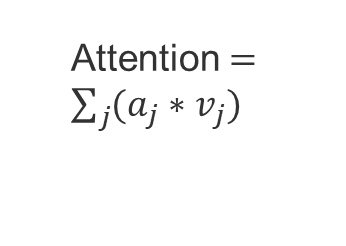 Attention =
∑ⱼ(aⱼ * vⱼ)